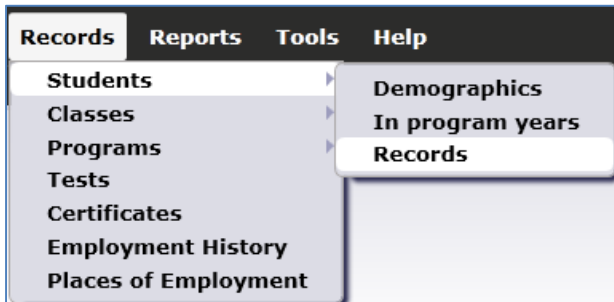 Records Reports Tools Help
Students
Classes
Programs
Tests
Certificates
Employment History
Places of Employment
Demographics
In program years
Records